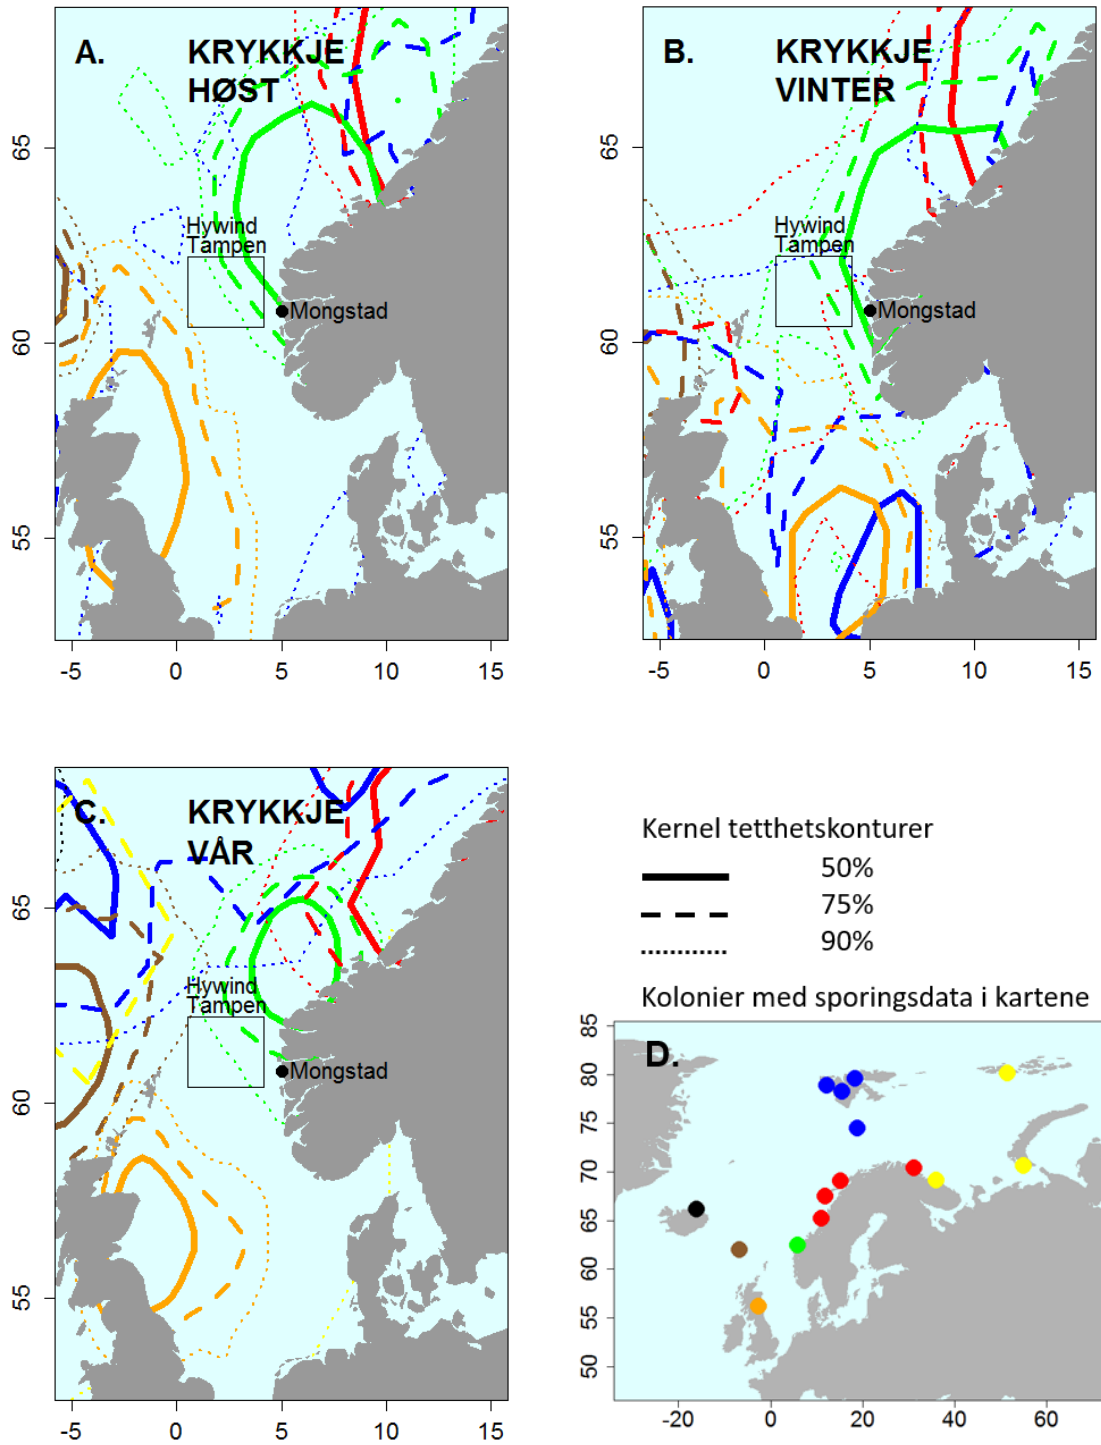 A.
KRYKKJE
HØST
Hywind
Tampen
Mongstad
65
60
55
-5 0 5 10 15
B.
KRYKKJE
VINTER
Hywind
Tampen
Mongstad
65
60
55
-5 0 5 10 15
C.
KRYKKJE
VÅR
Hywind
Tampen
Mongstad
65
60
55
-5 0 5 10 15
Kernel tetthetskonturer
50%
75%
90%
Kolonier med sporingsdata i kartene
D.
85
80
75
70
65
60
55
50
-20 0 20 40 60